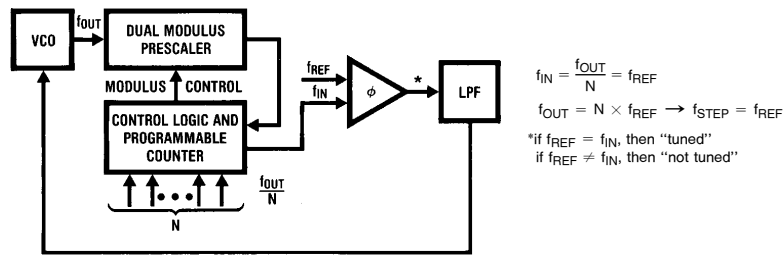 VCO
fOUT
DUAL MODULUS
PRESCALER
MODULUS CONTROL
CONTROL LOGIC AND
PROGRAMMABLE
COUNTER
N
fOUT
N
fREF
fIN
ϕ
*
LPF
fIN = fOUT/N = fREF
fOUT = N × fREF → fSTEP = fREF
*if fREF = fIN, then “tuned”
if fREF ≠ fIN, then “not tuned”